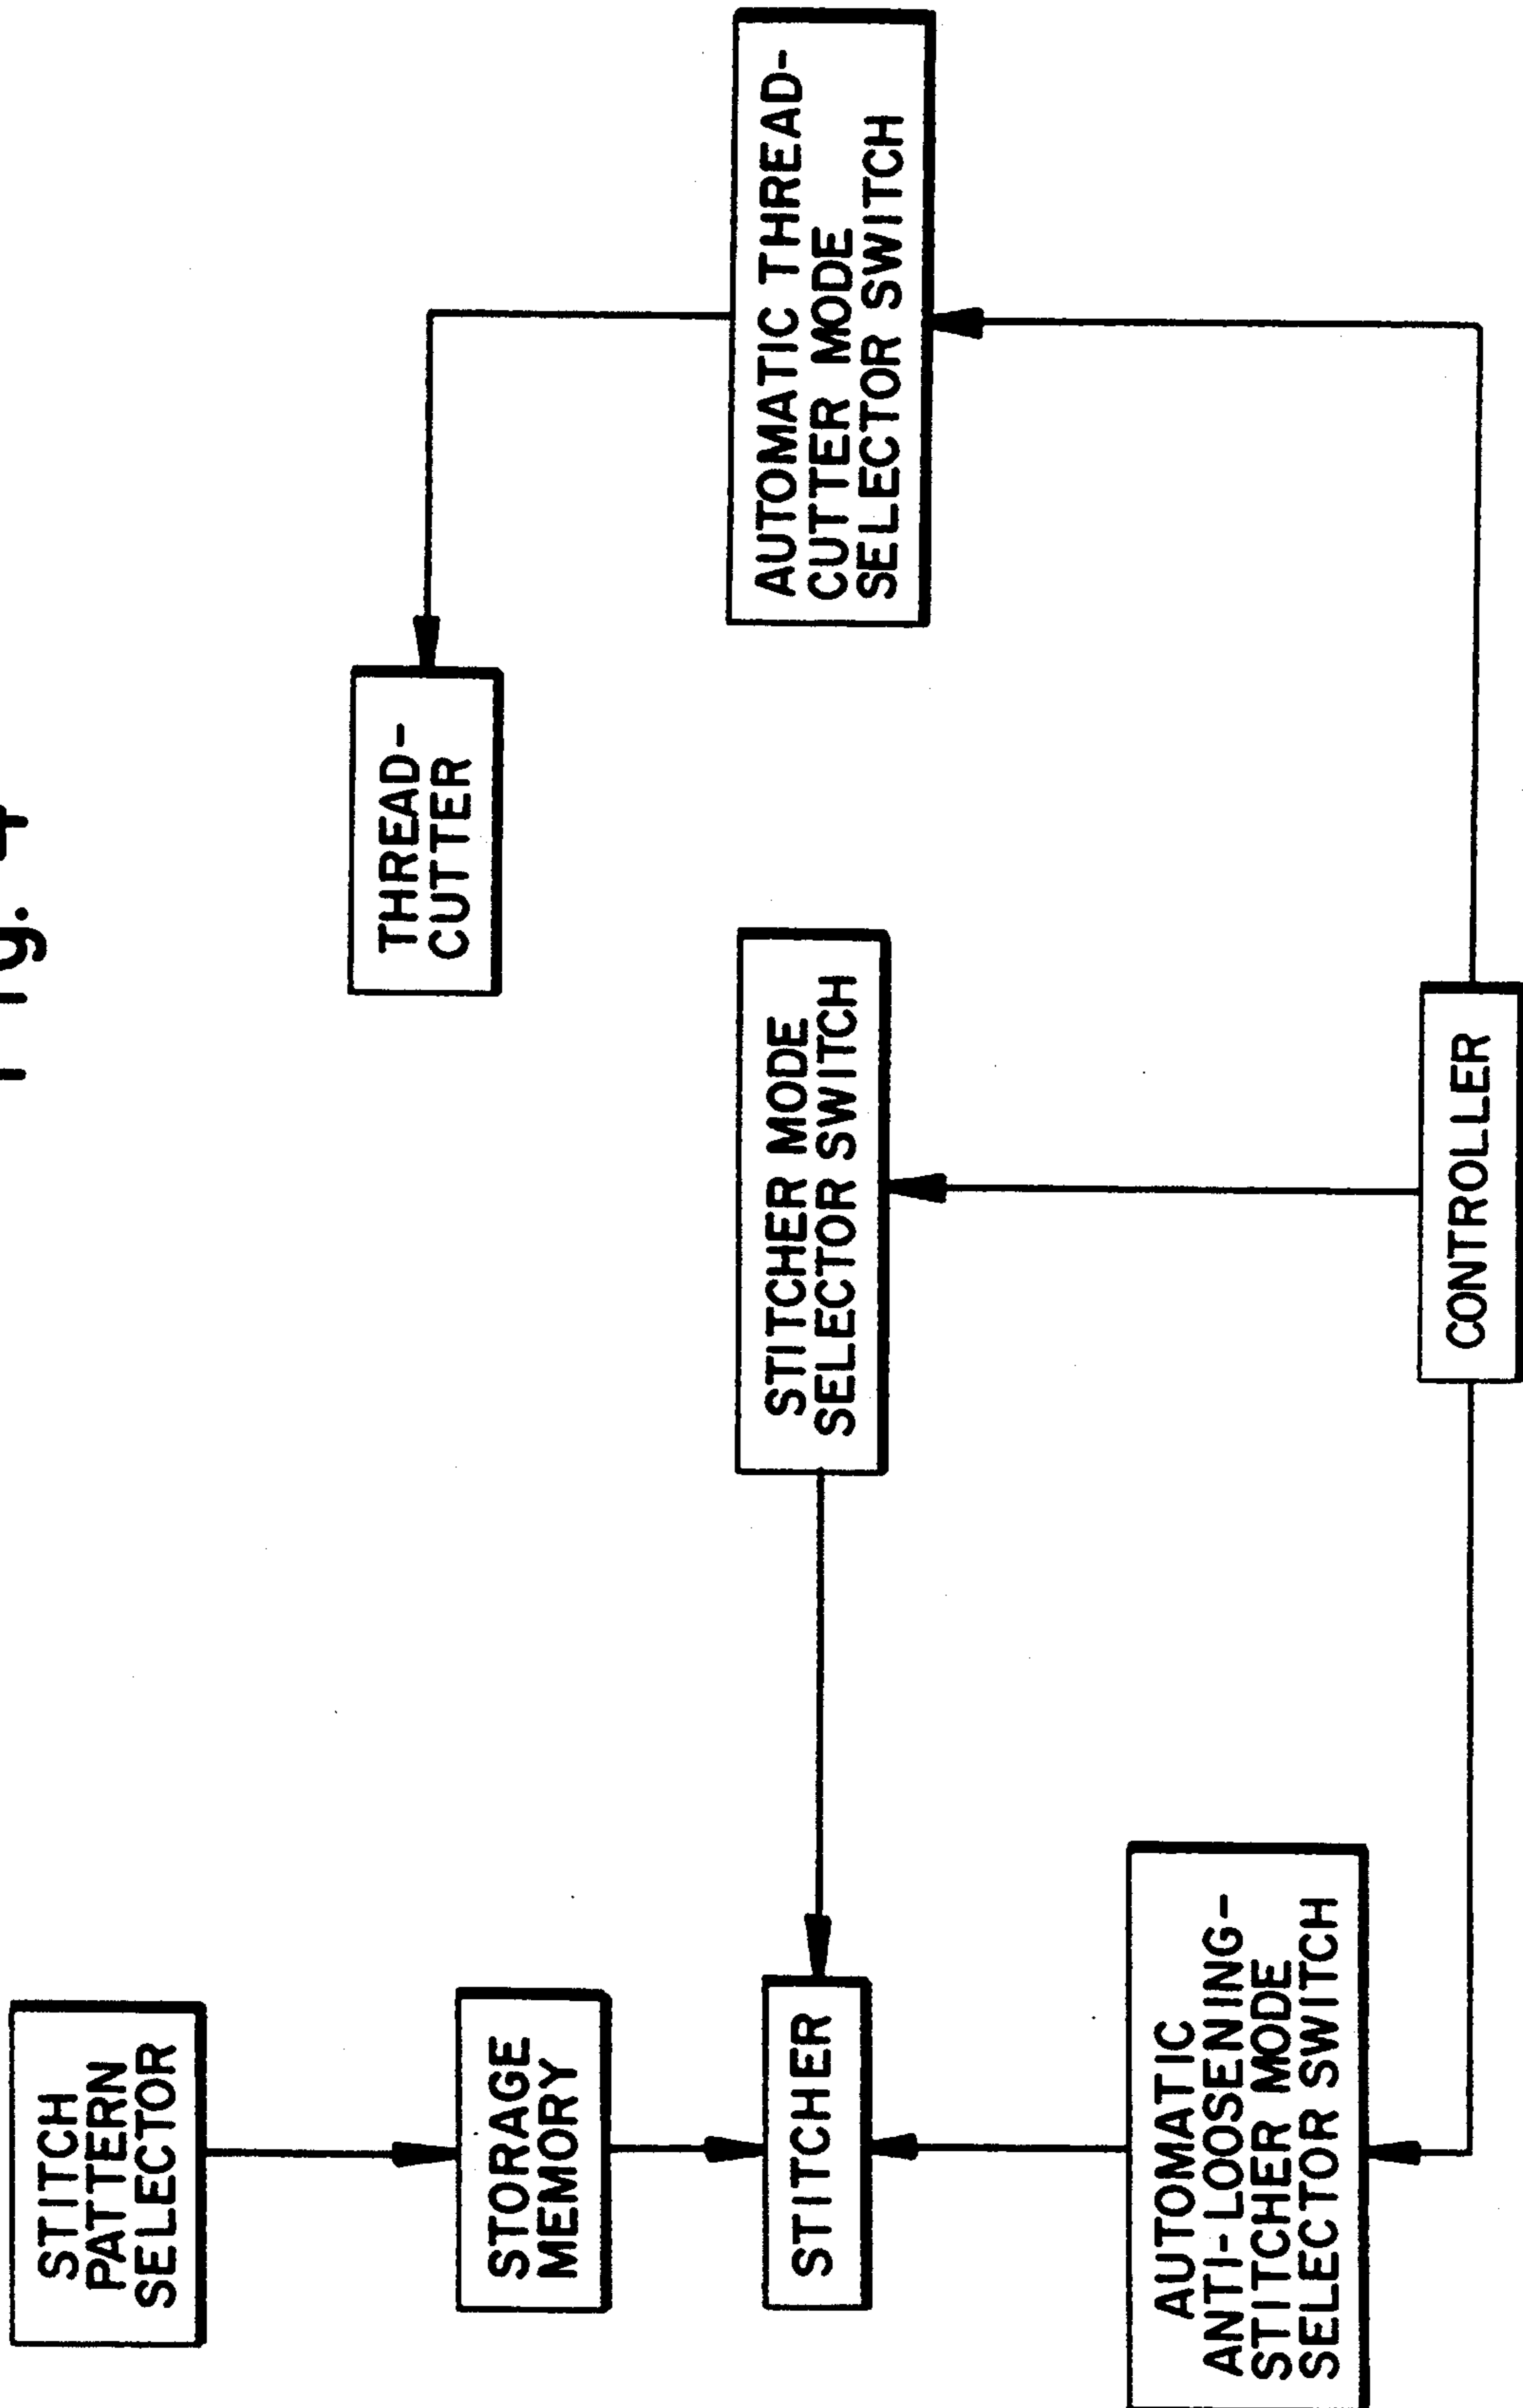 Fig. 4
STITCH
PATTERN
SELECTOR
STORAGE
MEMORY
STITCHER
AUTOMATIC
ANTI-LOOSENING-
STITCHER MODE
SELECTOR SWITCH
STITCHER MODE
SELECTOR SWITCH
THREAD-
CUTTER
AUTOMATIC THREAD-
CUTTER MODE
SELECTOR SWITCH
CONTROLLER